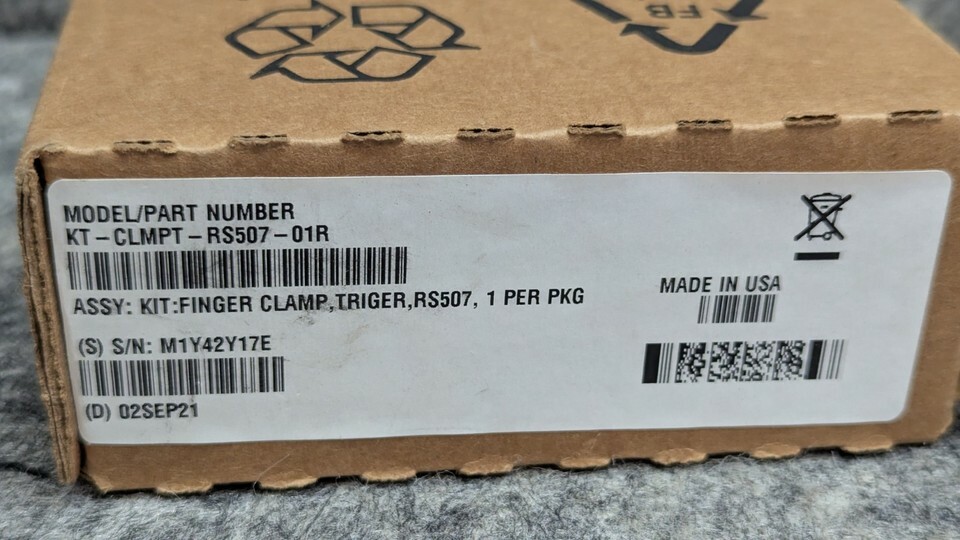 FB
MODEL/PART NUMBER
KT-CLMPT-RS507-01R
ASSY: KIT:FINGER CLAMP,TRIGER,RS507, 1 PER PKG
MADE IN USA
(S) S/N: M1Y42Y17E
(D) 02SEP21